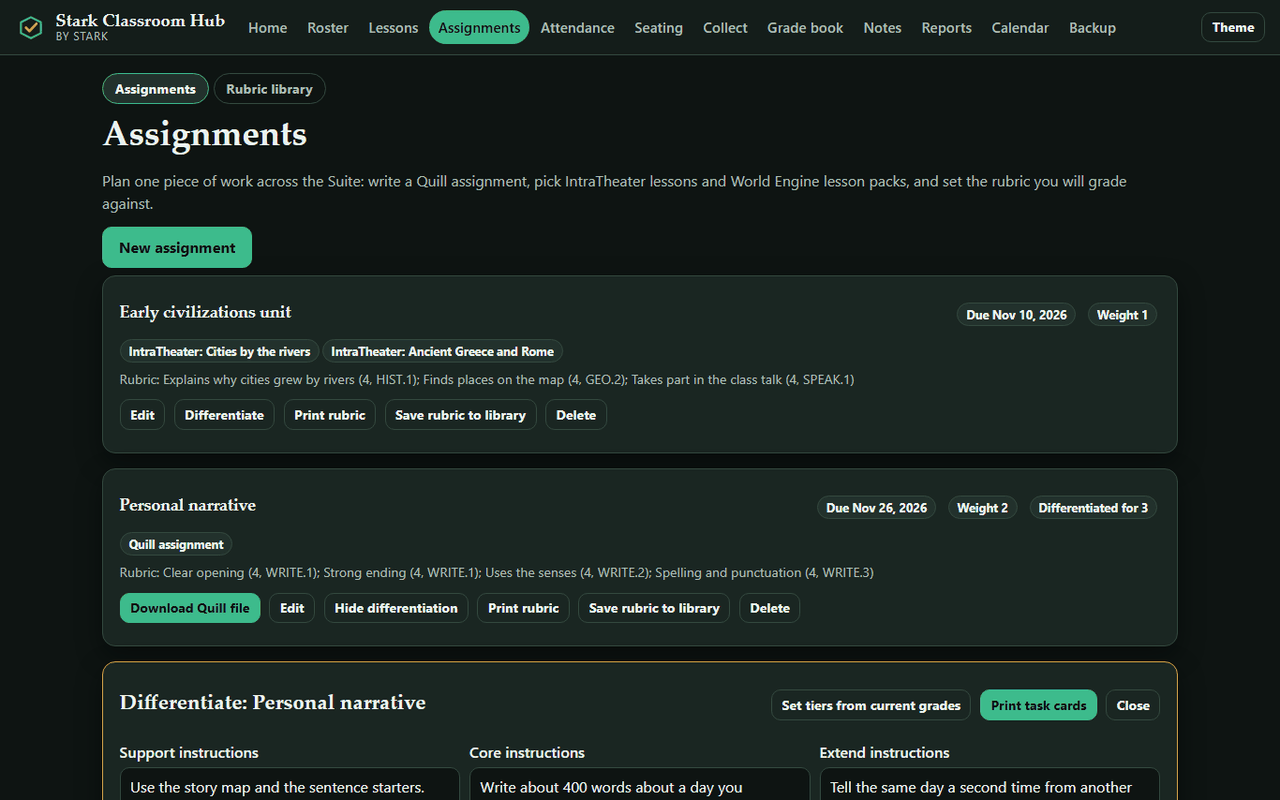 Stark Classroom Hub
BY STARK
Home Roster Lessons Assignments Attendance Seating Collect Grade book Notes Reports Calendar Backup Theme
Assignments Rubric library
Assignments
Plan one piece of work across the Suite: write a Quill assignment, pick IntraTheater lessons and World Engine lesson packs, and set the rubric you will grade
against.
New assignment
Early civilizations unit Due Nov 10, 2026 Weight 1
IntraTheater: Cities by the rivers IntraTheater: Ancient Greece and Rome
Rubric: Explains why cities grew by rivers (4, HIST.1); Finds places on the map (4, GEO.2); Takes part in the class talk (4, SPEAK.1)
Edit Differentiate Print rubric Save rubric to library Delete
Personal narrative Due Nov 26, 2026 Weight 2 Differentiated for 3
Quill assignment
Rubric: Clear opening (4, WRITE.1); Strong ending (4, WRITE.1); Uses the senses (4, WRITE.2); Spelling and punctuation (4, WRITE.3)
Download Quill file Edit Hide differentiation Print rubric Save rubric to library Delete
Differentiate: Personal narrative Set tiers from current grades Print task cards Close
Support instructions Core instructions Extend instructions
Use the story map and the sentence starters. Write about 400 words about a day you Tell the same day a second time from another